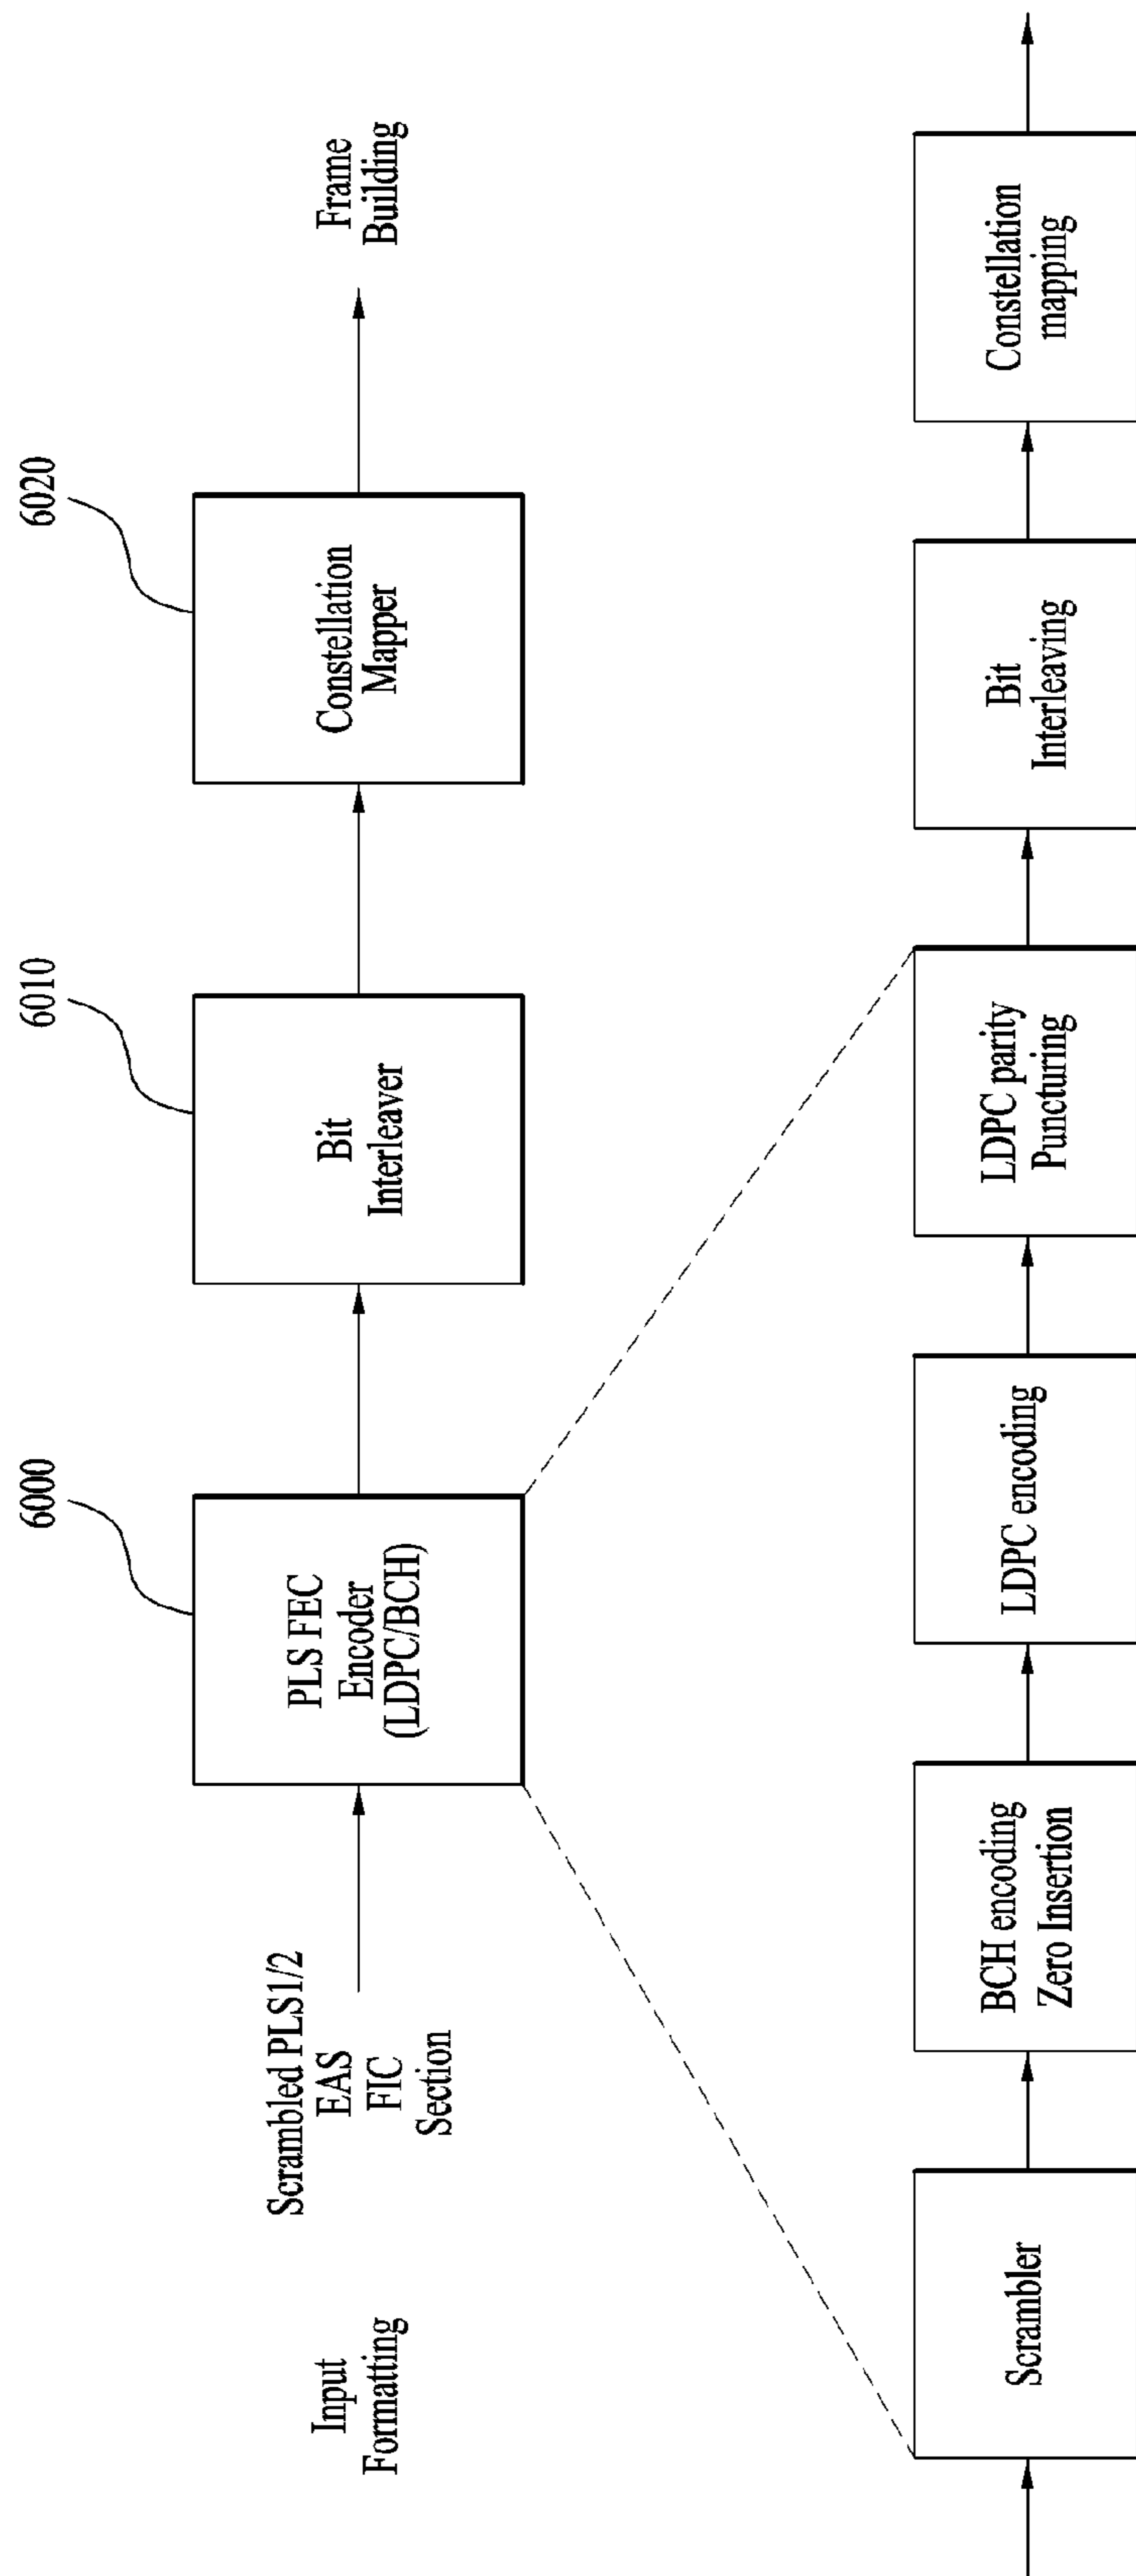 Input
Formatting
Scrambled PLS1/2
EAS
FIC
Section
6000
PLS FEC
Encoder
(LDPC/BCH)
6010
Bit
Interleaver
6020
Constellation
Mapper
Frame
Building
Scrambler
BCH encoding
Zero Insertion
LDPC encoding
LDPC parity
Puncturing
Bit
Interleaving
Constellation
mapping